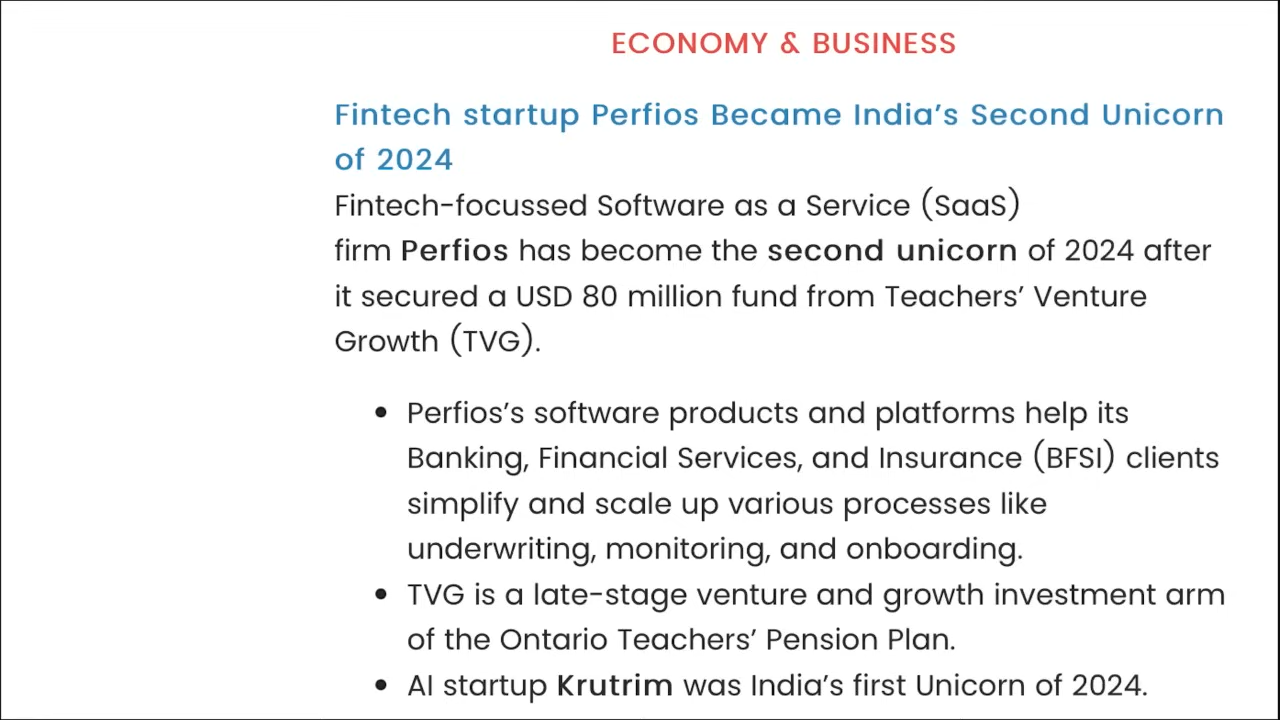 ECONOMY & BUSINESS
Fintech startup Perfios Became India’s Second Unicorn
of 2024
Fintech-focussed Software as a Service (SaaS)
firm Perfios has become the second unicorn of 2024 after
it secured a USD 80 million fund from Teachers’ Venture
Growth (TVG).
• Perfios’s software products and platforms help its
Banking, Financial Services, and Insurance (BFSI) clients
simplify and scale up various processes like
underwriting, monitoring, and onboarding.
• TVG is a late-stage venture and growth investment arm
of the Ontario Teachers’ Pension Plan.
• AI startup Krutrim was India’s first Unicorn of 2024.